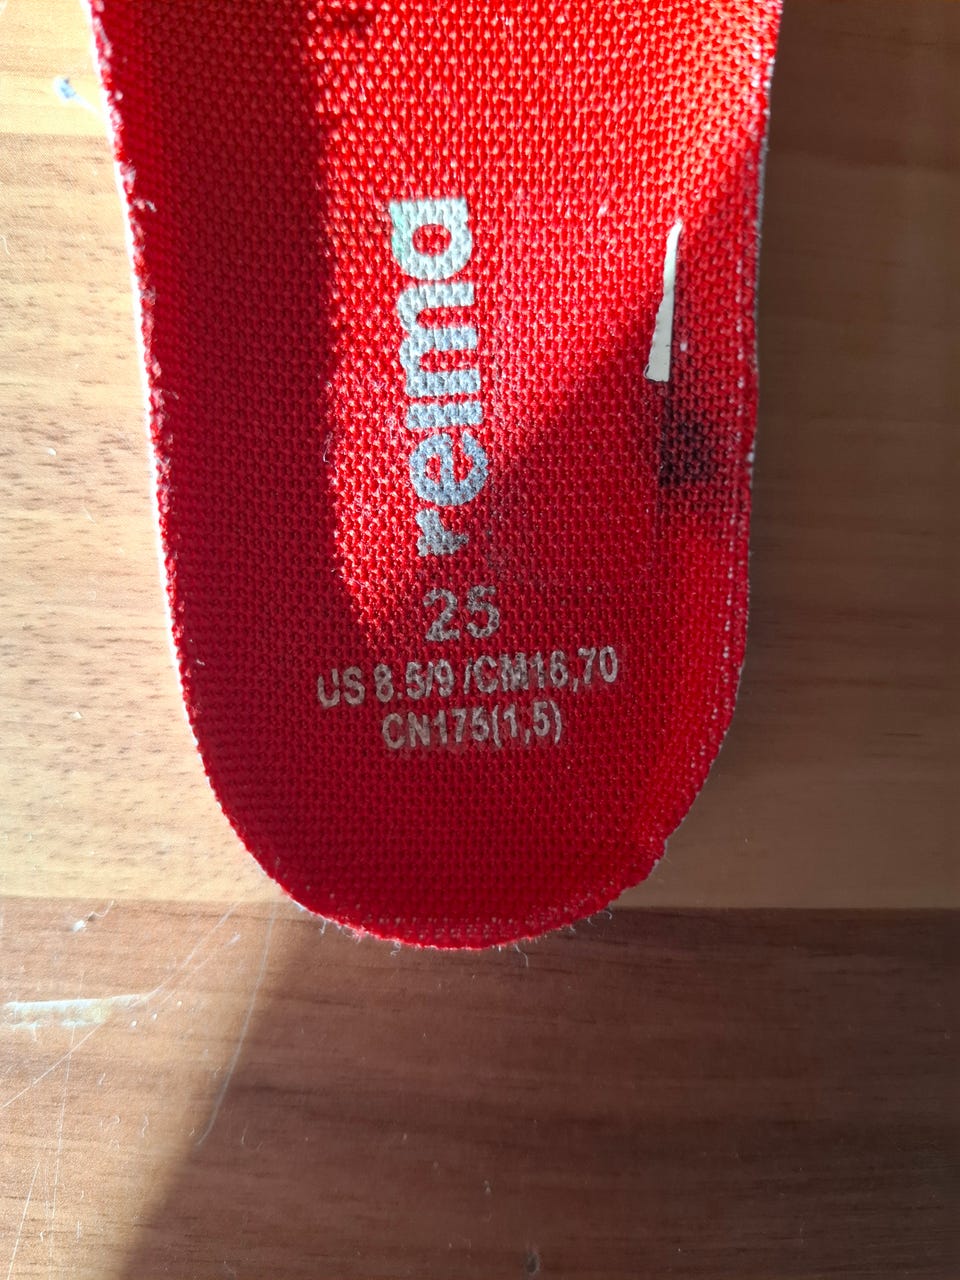 reima
25
US 8.5/9 /CM16,70
CN175(1,5)